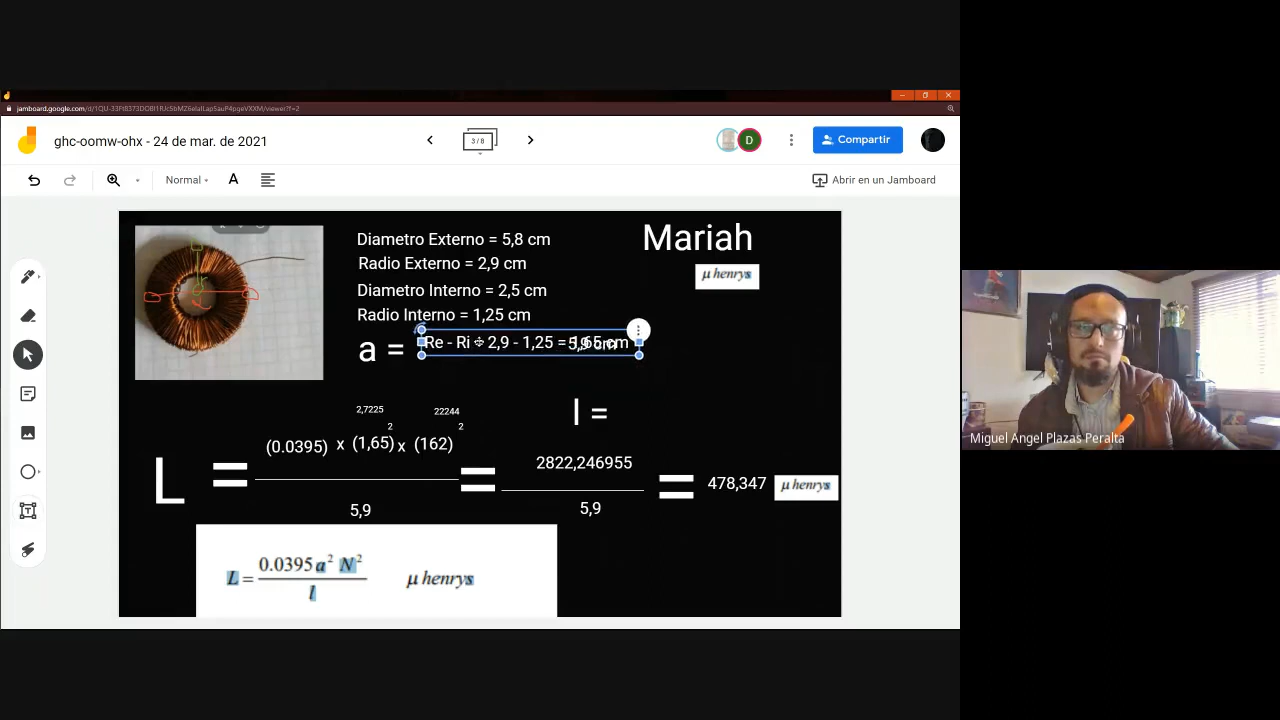 ghc-oomw-ohx - 24 de mar. de 2021
3 / 8
D
Compartir
Normal
A
Abrir en un Jamboard
Diametro Externo = 5,8 cm
Radio Externo = 2,9 cm
Diametro Interno = 2,5 cm
Radio Interno = 1,25 cm
Mariah
μ henrys
a =
Re - Ri = 2,9 - 1,25 = 1,65 cm
l =
2,7225
22244
(0.0395) x (1,65)2 x (162)2
L =
5,9
=
2822,246955
5,9
= 478,347 μ henrys
L = 0.0395 a2 N2
l
μ henrys
Miguel Angel Plazas Peralta